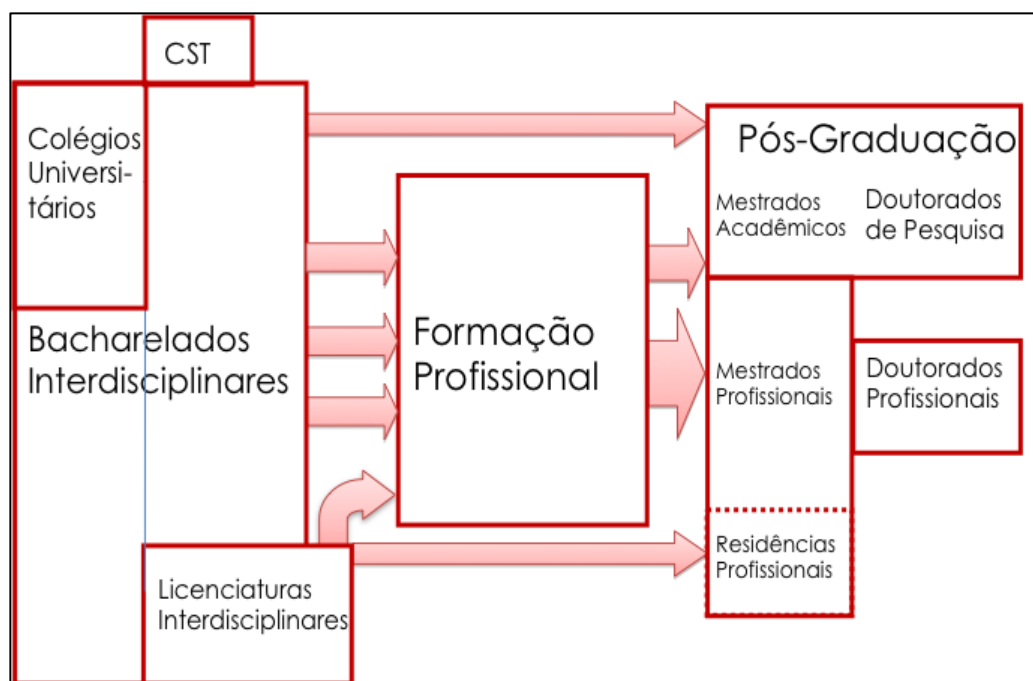 CST
Colégios
Universi-
tários
Bacharelados
Interdisciplinares
Licenciaturas
Interdisciplinares
Formação
Profissional
Pós-Graduação
Mestrados
Acadêmicos
Doutorados
de Pesquisa
Mestrados
Profissionais
Doutorados
Profissionais
Residências
Profissionais